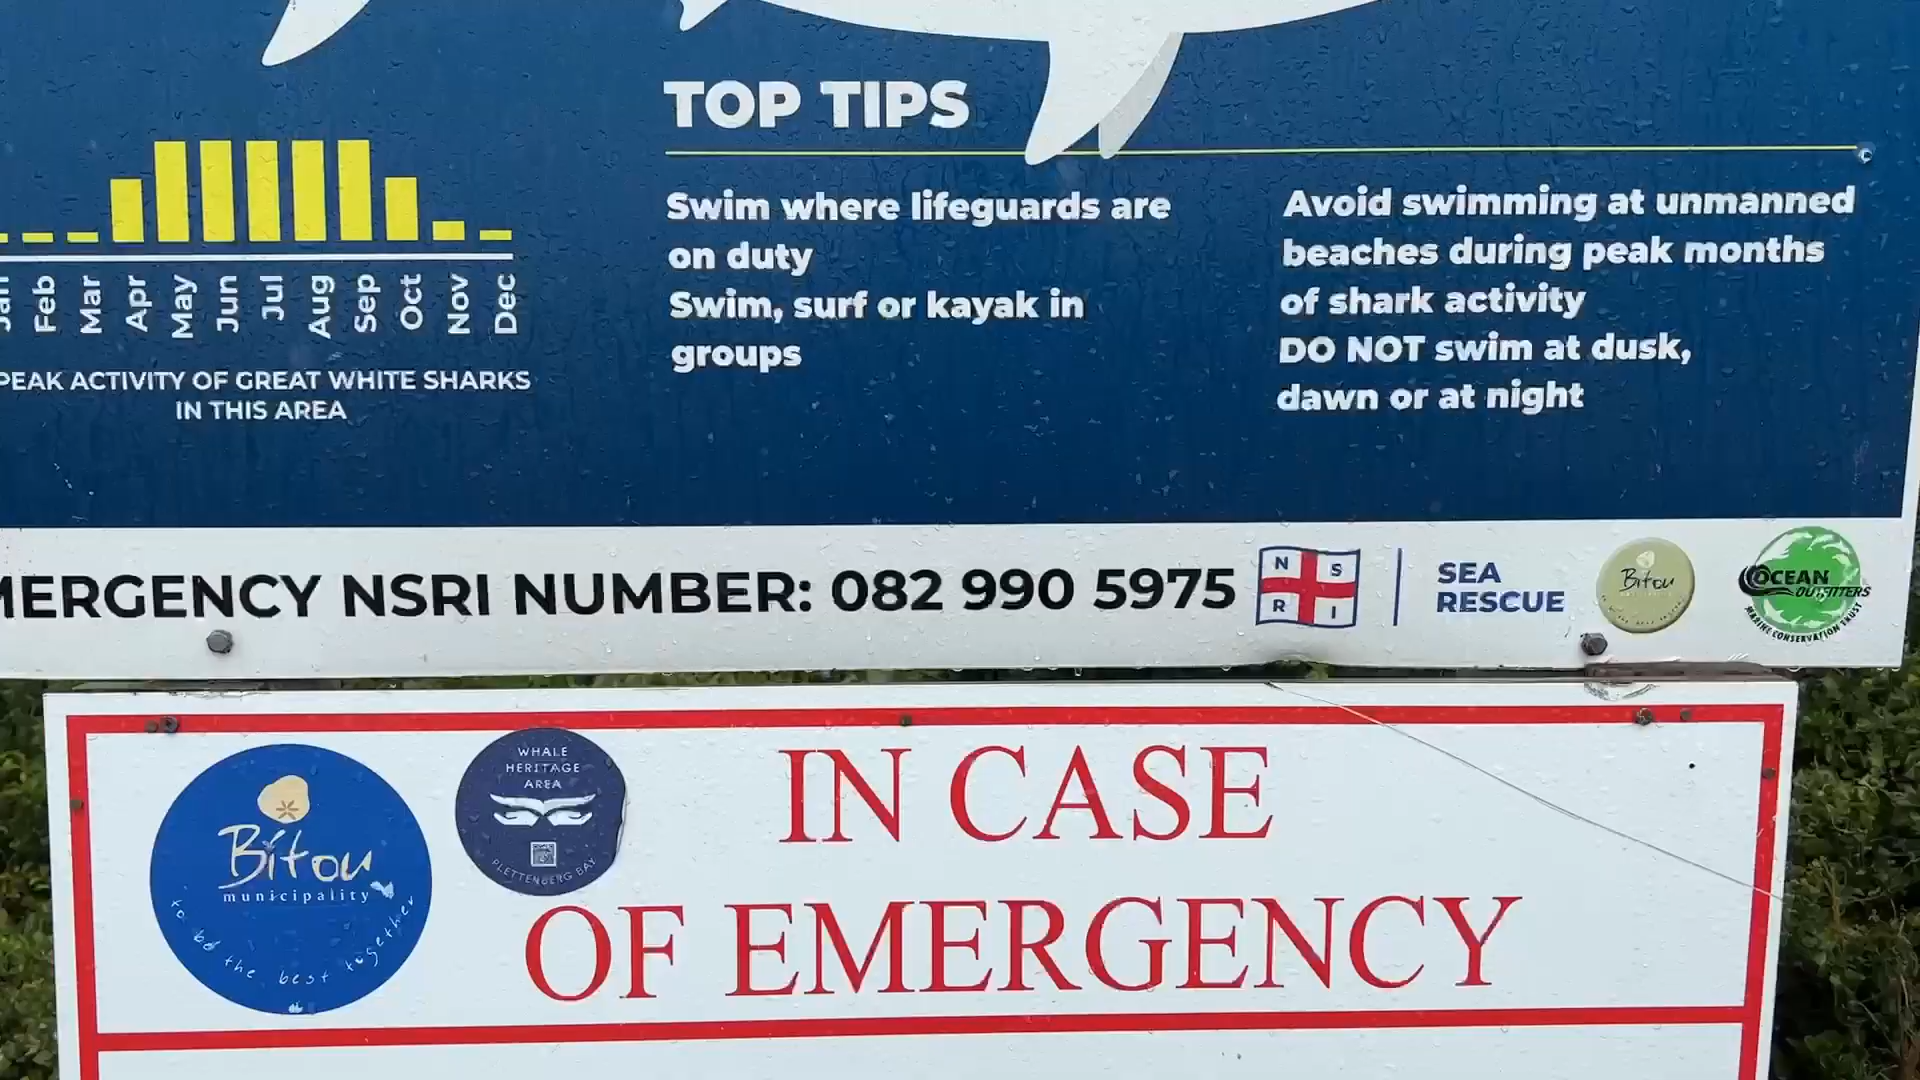 TOP TIPS
Swim where lifeguards are
on duty
Swim, surf or kayak in
groups
Avoid swimming at unmanned
beaches during peak months
of shark activity
DO NOT swim at dusk,
dawn or at night
Jan Feb Mar Apr May Jun Jul Aug Sep Oct Nov Dec
PEAK ACTIVITY OF GREAT WHITE SHARKS
IN THIS AREA
MERGENCY NSRI NUMBER: 082 990 5975
N S
R I
SEA
RESCUE
Bitou
OCEAN
OUTFITTERS
MARINE CONSERVATION TRUST
WHALE
HERITAGE
AREA
PLETTENBERG BAY
Bitou
municipality
to be the best together
IN CASE
OF EMERGENCY